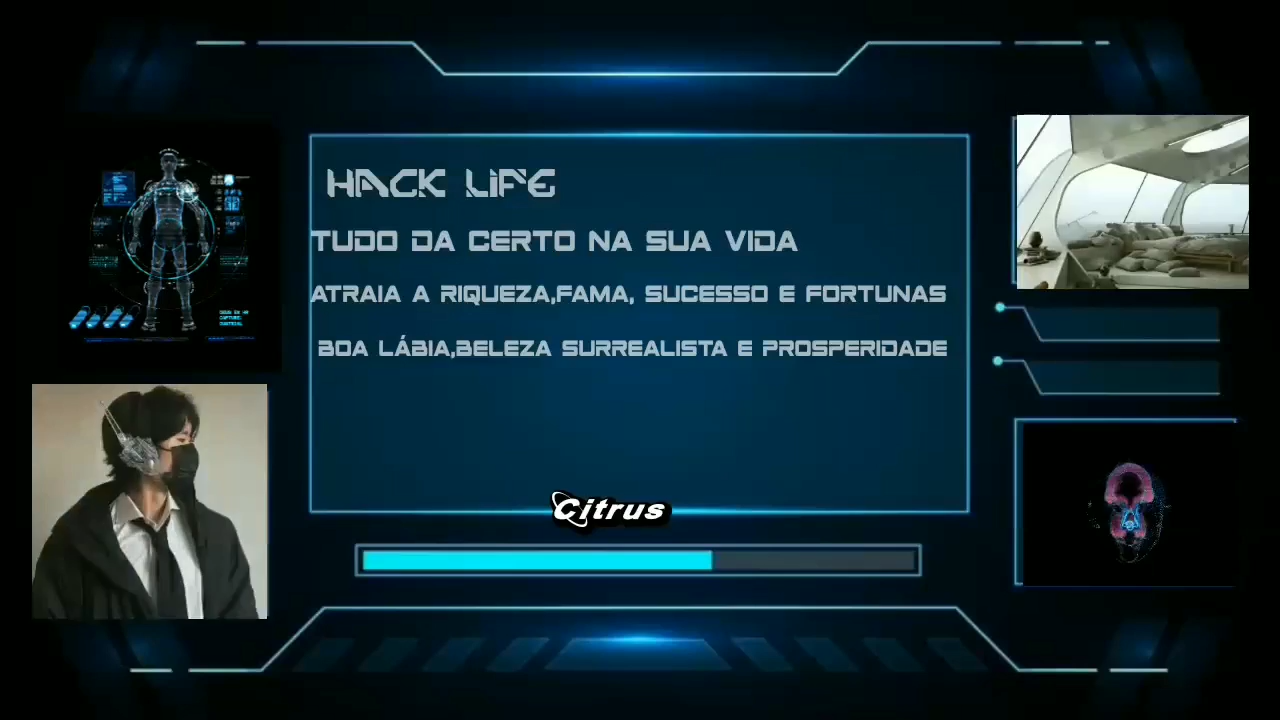 HACK LIFE
TUDO DA CERTO NA SUA VIDA
ATRAIA A RIQUEZA,FAMA, SUCESSO E FORTUNAS
BOA LÁBIA,BELEZA SURREALISTA E PROSPERIDADE
Citrus